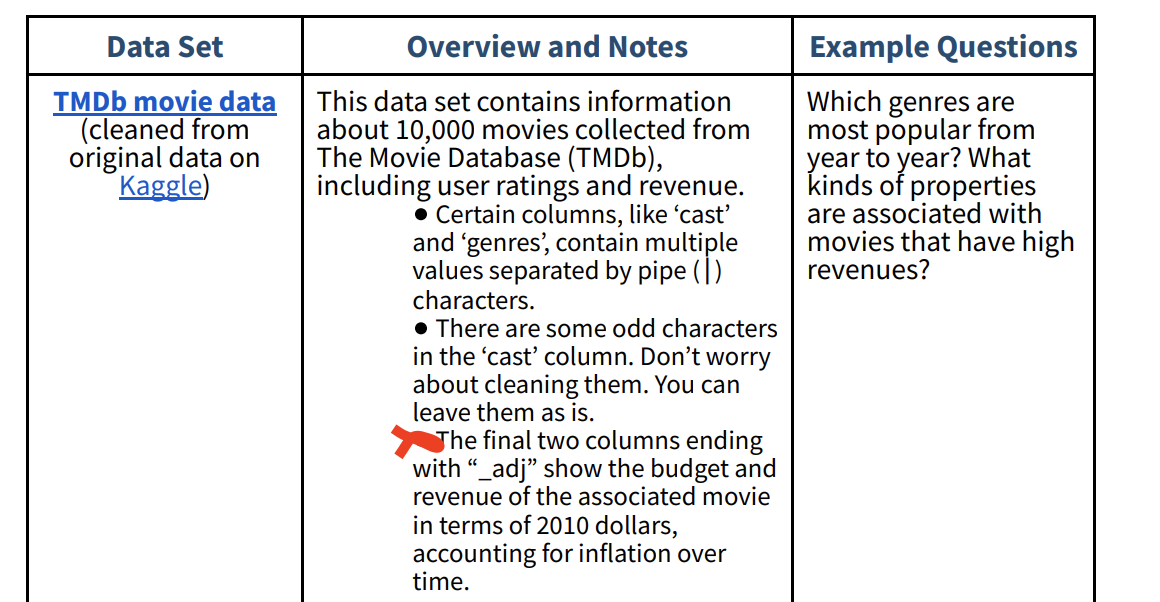 Data Set
Overview and Notes
Example Questions
TMDb movie data
(cleaned from
original data on
Kaggle)
This data set contains information
about 10,000 movies collected from
The Movie Database (TMDb),
including user ratings and revenue.
● Certain columns, like ‘cast’
and ‘genres’, contain multiple
values separated by pipe (|)
characters.
● There are some odd characters
in the ‘cast’ column. Don’t worry
about cleaning them. You can
leave them as is.
The final two columns ending
with “_adj” show the budget and
revenue of the associated movie
in terms of 2010 dollars,
accounting for inflation over
time.
Which genres are
most popular from
year to year? What
kinds of properties
are associated with
movies that have high
revenues?